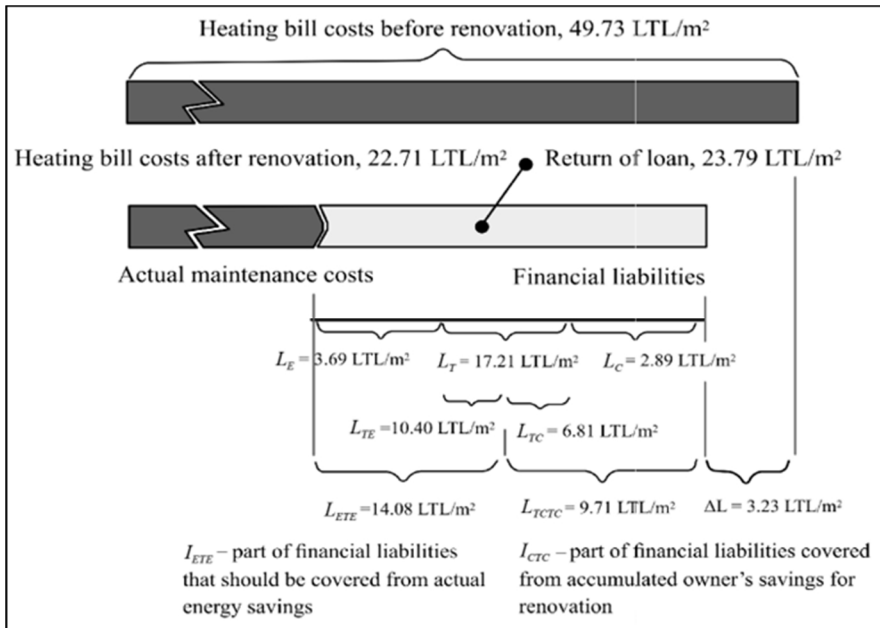 Heating bill costs before renovation, 49.73 LTL/m²
Heating bill costs after renovation, 22.71 LTL/m²
Return of loan, 23.79 LTL/m²
Actual maintenance costs
Financial liabilities
L_E = 3.69 LTL/m²
L_T = 17.21 LTL/m²
L_C = 2.89 LTL/m²
L_TE =10.40 LTL/m²
L_TC = 6.81 LTL/m²
L_ETE =14.08 LTL/m²
L_TCTC = 9.71 LTL/m²
ΔL = 3.23 LTL/m²
I_ETE – part of financial liabilities
that should be covered from actual
energy savings
I_CTC – part of financial liabilities covered
from accumulated owner's savings for
renovation